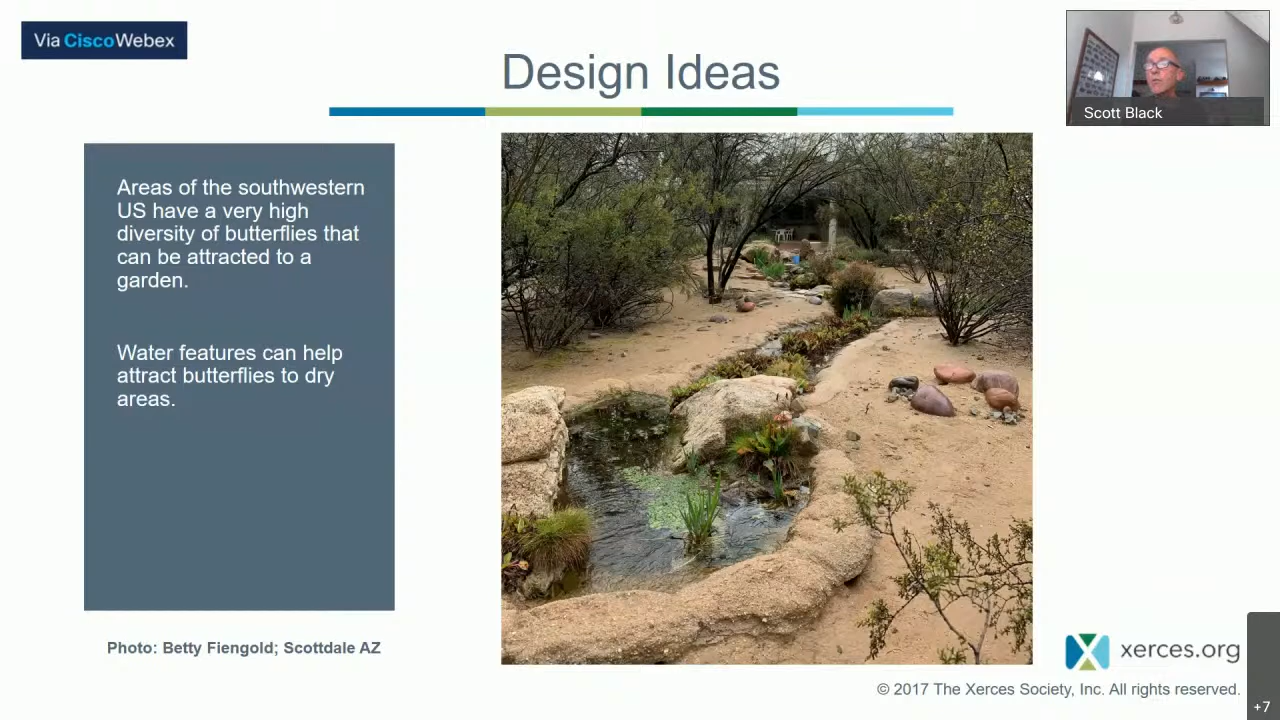 Via CiscoWebex
Design Ideas
Scott Black
Areas of the southwestern
US have a very high
diversity of butterflies that
can be attracted to a
garden.
Water features can help
attract butterflies to dry
areas.
Photo: Betty Fiengold; Scottdale AZ
xerces.org
© 2017 The Xerces Society, Inc. All rights reserved.
+7